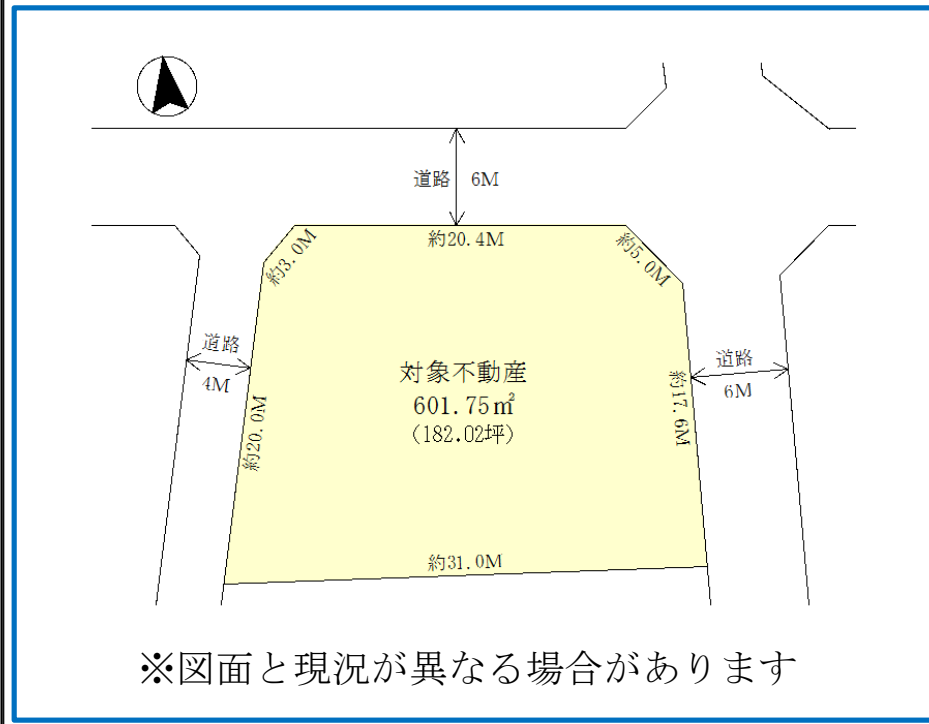 道路 6M
約20.4M
約3.0M
約5.0M
道路
4M
道路
6M
対象不動産
601.75㎡
(182.02坪)
約20.0M
約17.6M
約31.0M
※図面と現況が異なる場合があります